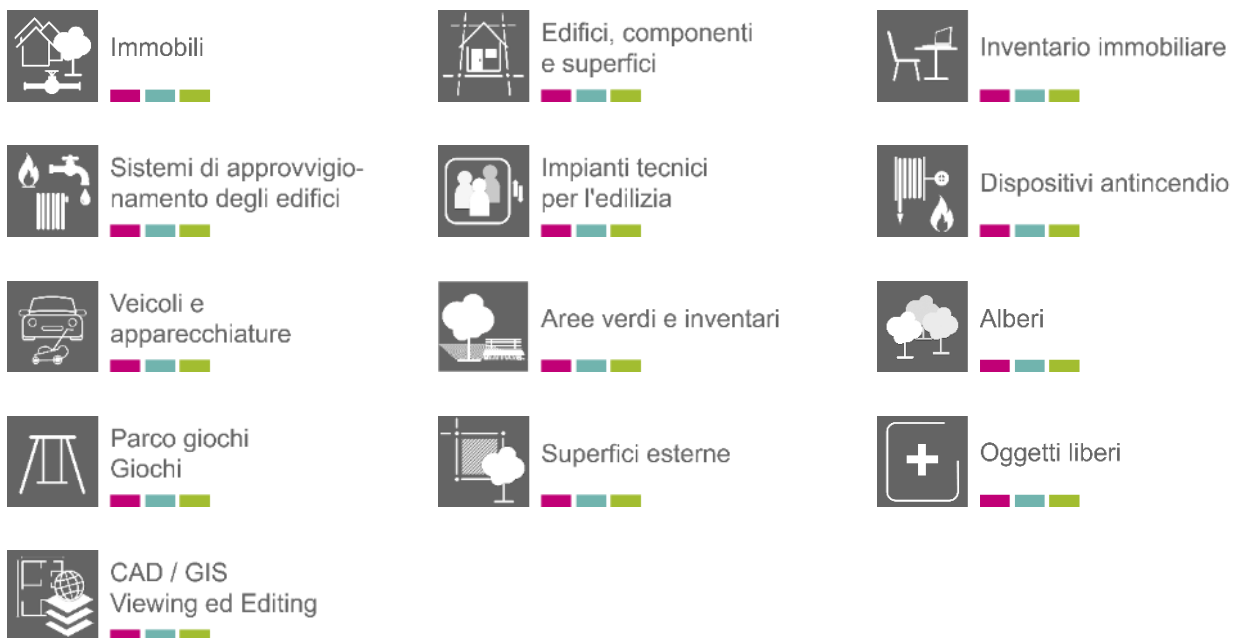 Immobili
Edifici, componenti
e superfici
Inventario immobiliare
Sistemi di approvvigio-
namento degli edifici
Impianti tecnici
per l'edilizia
Dispositivi antincendio
Veicoli e
apparecchiature
Aree verdi e inventari
Alberi
Parco giochi
Giochi
Superfici esterne
Oggetti liberi
CAD / GIS
Viewing ed Editing